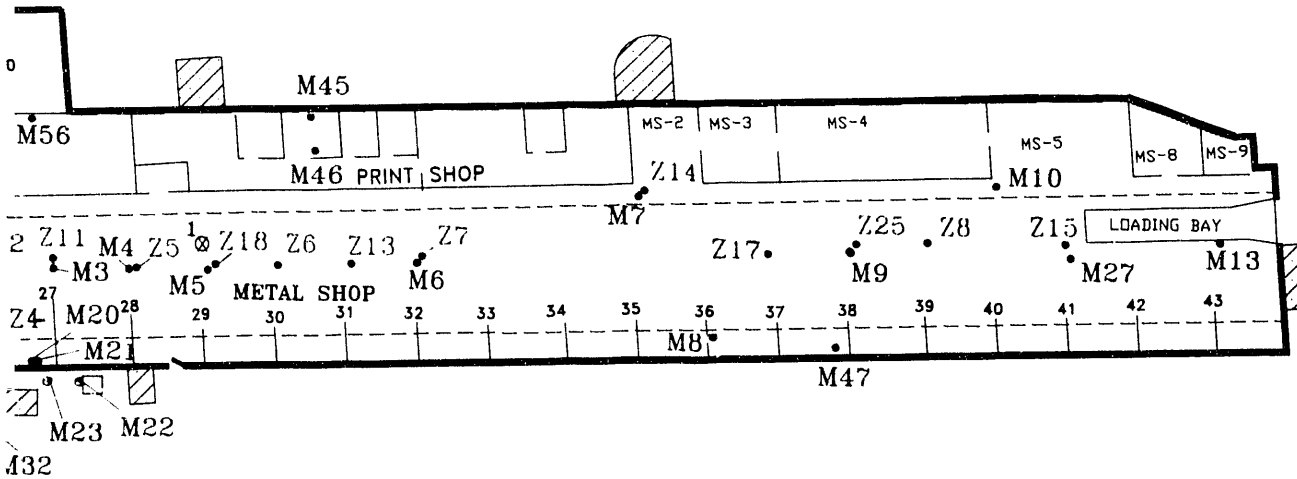 O
M45
M56
MS-2 MS-3 MS-4
MS-5
MS-8 MS-9
M46 PRINT SHOP
Z14
M7
M10
2 Z11 M4 Z5 1 Z18 Z6 Z13 Z7
M3 M5 M6
Z17 Z25 Z8 Z15 LOADING BAY
M9 M27 M13
METAL SHOP
27 28 29 30 31 32 33 34 35 36 37 38 39 40 41 42 43
Z4 M20
M21
M8
M47
M23 M22
M32